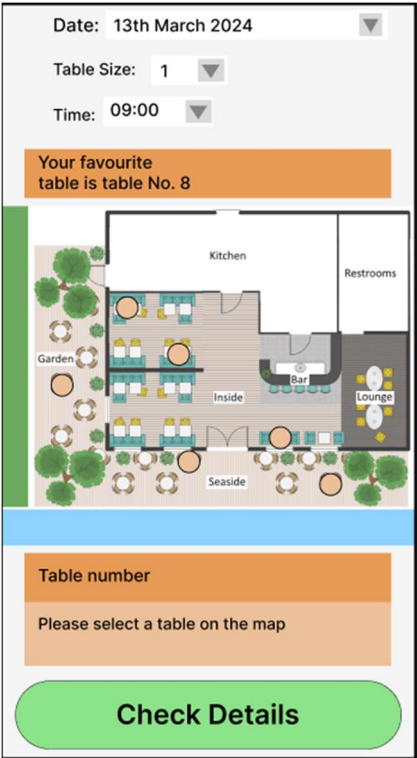 Date: 13th March 2024
Table Size: 1
Time: 09:00
Your favourite
table is table No. 8
Kitchen
Restrooms
Garden
Bar
Inside
Lounge
Seaside
Table number
Please select a table on the map
Check Details